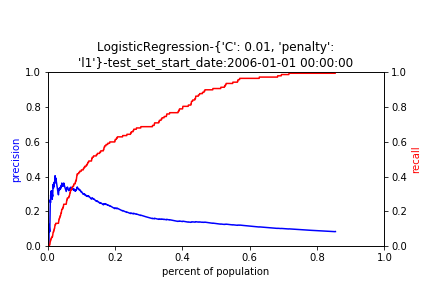 LogisticRegression-{'C': 0.01, 'penalty':
'l1'}-test_set_start_date:2006-01-01 00:00:00
1.0 1.0
0.8 0.8
precision 0.6 0.6 recall
0.4 0.4
0.2 0.2
0.0 0.0
0.0 0.2 0.4 0.6 0.8 1.0
percent of population